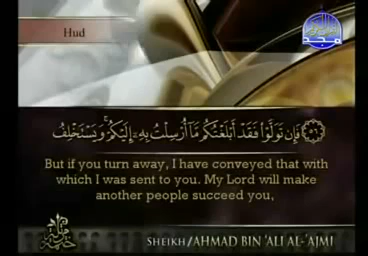 Hud
المجد
فَإِن تَوَلَّوْا۟ فَقَدْ أَبْلَغْتُكُم مَّآ أُرْسِلْتُ بِهِۦٓ إِلَيْكُمْ ۚ وَيَسْتَخْلِفُ
But if you turn away, I have conveyed that with
which I was sent to you. My Lord will make
another people succeed you,
SHEIKH/AHMAD BIN 'ALI AL-'AJMI